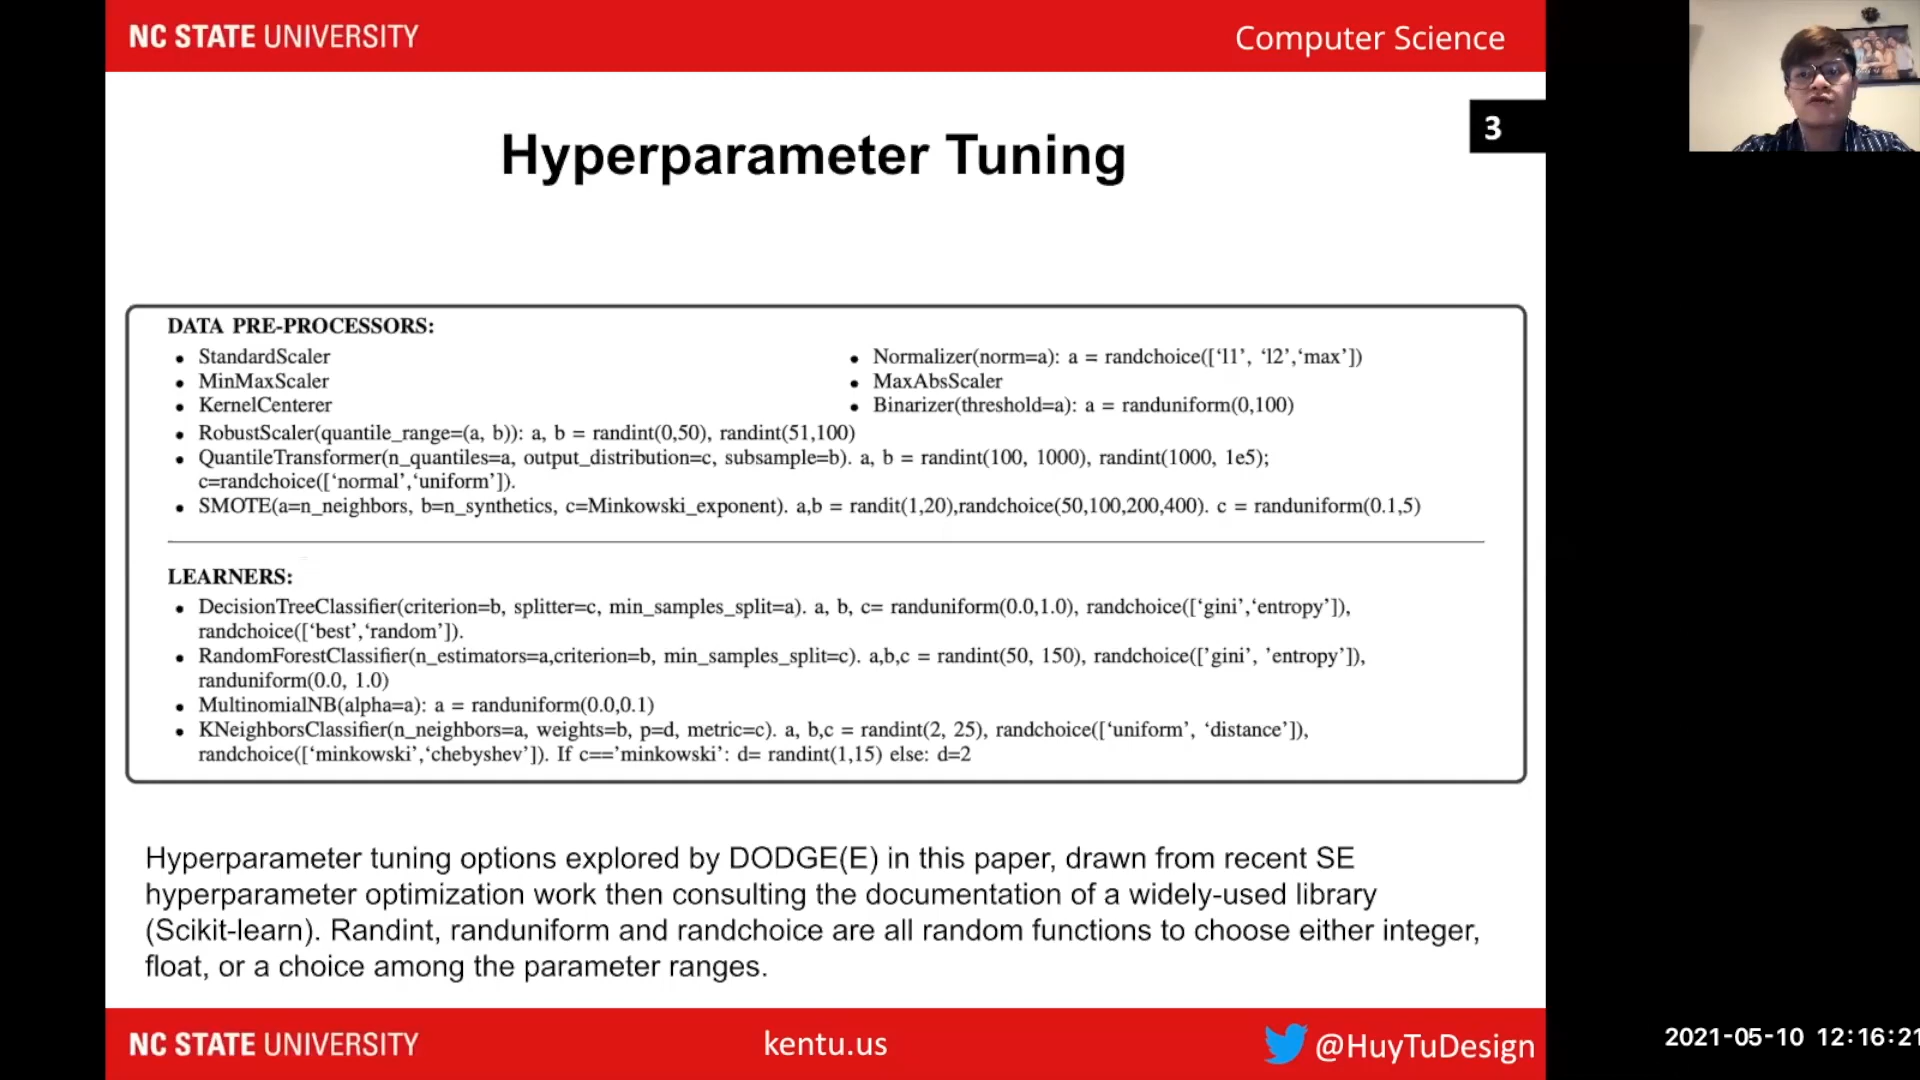 NC STATE UNIVERSITY
Computer Science
3
Hyperparameter Tuning
DATA PRE-PROCESSORS:
• StandardScaler
• MinMaxScaler
• KernelCenterer
• Normalizer(norm=a): a = randchoice([‘l1’, ‘l2’,‘max’])
• MaxAbsScaler
• Binarizer(threshold=a): a = randuniform(0,100)
• RobustScaler(quantile_range=(a, b)): a, b = randint(0,50), randint(51,100)
• QuantileTransformer(n_quantiles=a, output_distribution=c, subsample=b). a, b = randint(100, 1000), randint(1000, 1e5);
c=randchoice([‘normal’,‘uniform’]).
• SMOTE(a=n_neighbors, b=n_synthetics, c=Minkowski_exponent). a,b = randit(1,20),randchoice(50,100,200,400). c = randuniform(0.1,5)
LEARNERS:
• DecisionTreeClassifier(criterion=b, splitter=c, min_samples_split=a). a, b, c= randuniform(0.0,1.0), randchoice([‘gini’,‘entropy’]),
randchoice([‘best’,‘random’]).
• RandomForestClassifier(n_estimators=a,criterion=b, min_samples_split=c). a,b,c = randint(50, 150), randchoice(['gini', 'entropy']),
randuniform(0.0, 1.0)
• MultinomialNB(alpha=a): a = randuniform(0.0,0.1)
• KNeighborsClassifier(n_neighbors=a, weights=b, p=d, metric=c). a, b,c = randint(2, 25), randchoice([‘uniform’, ‘distance’]),
randchoice([‘minkowski’,‘chebyshev’]). If c==’minkowski’: d= randint(1,15) else: d=2
Hyperparameter tuning options explored by DODGE(E) in this paper, drawn from recent SE
hyperparameter optimization work then consulting the documentation of a widely-used library
(Scikit-learn). Randint, randuniform and randchoice are all random functions to choose either integer,
float, or a choice among the parameter ranges.
NC STATE UNIVERSITY
kentu.us
@HuyTuDesign
2021-05-10 12:16:21